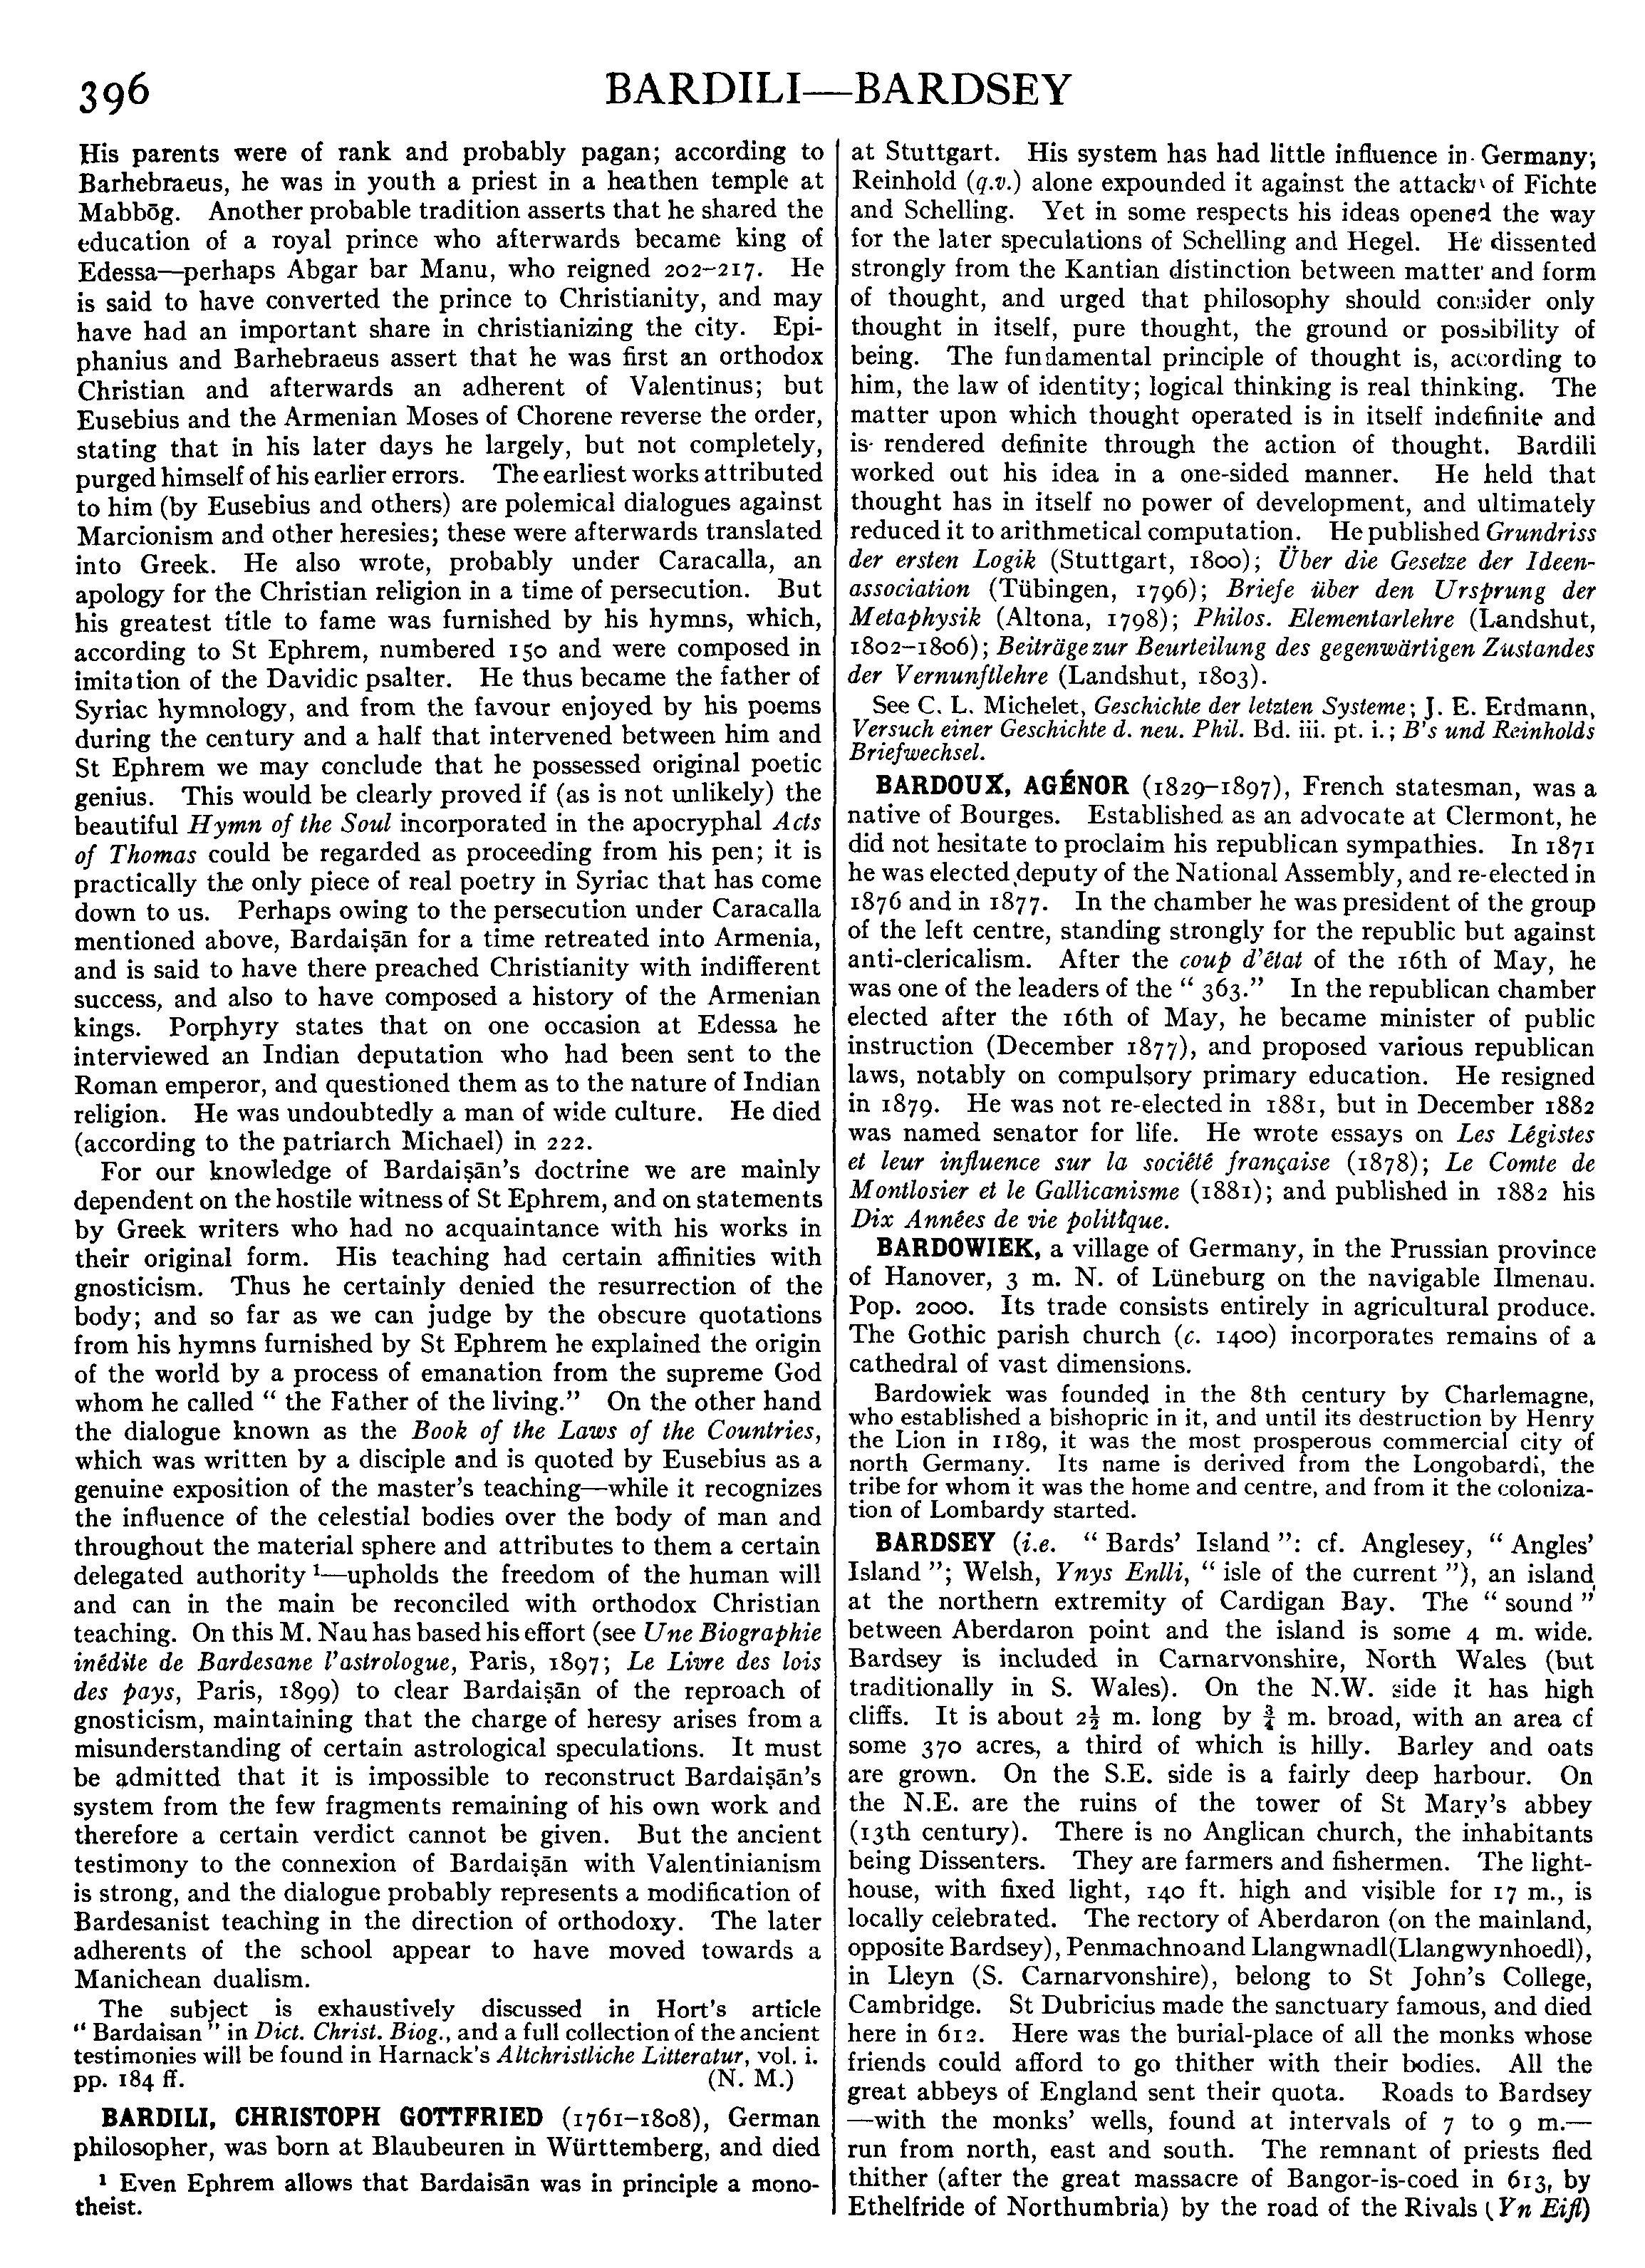 396
BARDILI—BARDSEY
His parents were of rank and probably pagan; according to
Barhebraeus, he was in youth a priest in a heathen temple at
Mabbōg. Another probable tradition asserts that he shared the
education of a royal prince who afterwards became king of
Edessa—perhaps Abgar bar Manu, who reigned 202–217. He
is said to have converted the prince to Christianity, and may
have had an important share in christianizing the city. Epi-
phanius and Barhebraeus assert that he was first an orthodox
Christian and afterwards an adherent of Valentinus; but
Eusebius and the Armenian Moses of Chorene reverse the order,
stating that in his later days he largely, but not completely,
purged himself of his earlier errors. The earliest works attributed
to him (by Eusebius and others) are polemical dialogues against
Marcionism and other heresies; these were afterwards translated
into Greek. He also wrote, probably under Caracalla, an
apology for the Christian religion in a time of persecution. But
his greatest title to fame was furnished by his hymns, which,
according to St Ephrem, numbered 150 and were composed in
imitation of the Davidic psalter. He thus became the father of
Syriac hymnology, and from the favour enjoyed by his poems
during the century and a half that intervened between him and
St Ephrem we may conclude that he possessed original poetic
genius. This would be clearly proved if (as is not unlikely) the
beautiful Hymn of the Soul incorporated in the apocryphal Acts
of Thomas could be regarded as proceeding from his pen; it is
practically the only piece of real poetry in Syriac that has come
down to us. Perhaps owing to the persecution under Caracalla
mentioned above, Bardaiṣān for a time retreated into Armenia,
and is said to have there preached Christianity with indifferent
success, and also to have composed a history of the Armenian
kings. Porphyry states that on one occasion at Edessa he
interviewed an Indian deputation who had been sent to the
Roman emperor, and questioned them as to the nature of Indian
religion. He was undoubtedly a man of wide culture. He died
(according to the patriarch Michael) in 222.
For our knowledge of Bardaiṣān's doctrine we are mainly
dependent on the hostile witness of St Ephrem, and on statements
by Greek writers who had no acquaintance with his works in
their original form. His teaching had certain affinities with
gnosticism. Thus he certainly denied the resurrection of the
body; and so far as we can judge by the obscure quotations
from his hymns furnished by St Ephrem he explained the origin
of the world by a process of emanation from the supreme God
whom he called “ the Father of the living.” On the other hand
the dialogue known as the Book of the Laws of the Countries,
which was written by a disciple and is quoted by Eusebius as a
genuine exposition of the master's teaching—while it recognizes
the influence of the celestial bodies over the body of man and
throughout the material sphere and attributes to them a certain
delegated authority ¹—upholds the freedom of the human will
and can in the main be reconciled with orthodox Christian
teaching. On this M. Nau has based his effort (see Une Biographie
inédite de Bardesane l'astrologue, Paris, 1897; Le Livre des lois
des pays, Paris, 1899) to clear Bardaiṣān of the reproach of
gnosticism, maintaining that the charge of heresy arises from a
misunderstanding of certain astrological speculations. It must
be admitted that it is impossible to reconstruct Bardaiṣān's
system from the few fragments remaining of his own work and
therefore a certain verdict cannot be given. But the ancient
testimony to the connexion of Bardaiṣān with Valentinianism
is strong, and the dialogue probably represents a modification of
Bardesanist teaching in the direction of orthodoxy. The later
adherents of the school appear to have moved towards a
Manichean dualism.
The subject is exhaustively discussed in Hort's article
“ Bardaisan ” in Dict. Christ. Biog., and a full collection of the ancient
testimonies will be found in Harnack's Altchristliche Litteratur, vol. i.
pp. 184 ff. (N. M.)
BARDILI, CHRISTOPH GOTTFRIED (1761–1808), German
philosopher, was born at Blaubeuren in Württemberg, and died
¹ Even Ephrem allows that Bardaisān was in principle a mono-
theist.
at Stuttgart. His system has had little influence in Germany;
Reinhold (q.v.) alone expounded it against the attacks of Fichte
and Schelling. Yet in some respects his ideas opened the way
for the later speculations of Schelling and Hegel. He dissented
strongly from the Kantian distinction between matter and form
of thought, and urged that philosophy should consider only
thought in itself, pure thought, the ground or possibility of
being. The fundamental principle of thought is, according to
him, the law of identity; logical thinking is real thinking. The
matter upon which thought operated is in itself indefinite and
is rendered definite through the action of thought. Bardili
worked out his idea in a one-sided manner. He held that
thought has in itself no power of development, and ultimately
reduced it to arithmetical computation. He published Grundriss
der ersten Logik (Stuttgart, 1800); Über die Gesetze der Ideen-
association (Tübingen, 1796); Briefe über den Ursprung der
Metaphysik (Altona, 1798); Philos. Elementarlehre (Landshut,
1802–1806); Beiträge zur Beurteilung des gegenwärtigen Zustandes
der Vernunftlehre (Landshut, 1803).
See C. L. Michelet, Geschichte der letzten Systeme; J. E. Erdmann,
Versuch einer Geschichte d. neu. Phil. Bd. iii. pt. i.; B's und Reinholds
Briefwechsel.
BARDOUX, AGÉNOR (1829–1897), French statesman, was a
native of Bourges. Established as an advocate at Clermont, he
did not hesitate to proclaim his republican sympathies. In 1871
he was elected deputy of the National Assembly, and re-elected in
1876 and in 1877. In the chamber he was president of the group
of the left centre, standing strongly for the republic but against
anti-clericalism. After the coup d'état of the 16th of May, he
was one of the leaders of the “ 363.” In the republican chamber
elected after the 16th of May, he became minister of public
instruction (December 1877), and proposed various republican
laws, notably on compulsory primary education. He resigned
in 1879. He was not re-elected in 1881, but in December 1882
was named senator for life. He wrote essays on Les Légistes
et leur influence sur la société française (1878); Le Comte de
Montlosier et le Gallicanisme (1881); and published in 1882 his
Dix Années de vie politique.
BARDOWIEK, a village of Germany, in the Prussian province
of Hanover, 3 m. N. of Lüneburg on the navigable Ilmenau.
Pop. 2000. Its trade consists entirely in agricultural produce.
The Gothic parish church (c. 1400) incorporates remains of a
cathedral of vast dimensions.
Bardowiek was founded in the 8th century by Charlemagne,
who established a bishopric in it, and until its destruction by Henry
the Lion in 1189, it was the most prosperous commercial city of
north Germany. Its name is derived from the Longobardi, the
tribe for whom it was the home and centre, and from it the coloniza-
tion of Lombardy started.
BARDSEY (i.e. “ Bards' Island ”: cf. Anglesey, “ Angles'
Island ”; Welsh, Ynys Enlli, “ isle of the current ”), an island
at the northern extremity of Cardigan Bay. The “ sound ”
between Aberdaron point and the island is some 4 m. wide.
Bardsey is included in Carnarvonshire, North Wales (but
traditionally in S. Wales). On the N.W. side it has high
cliffs. It is about 2½ m. long by ¾ m. broad, with an area of
some 370 acres, a third of which is hilly. Barley and oats
are grown. On the S.E. side is a fairly deep harbour. On
the N.E. are the ruins of the tower of St Mary's abbey
(13th century). There is no Anglican church, the inhabitants
being Dissenters. They are farmers and fishermen. The light-
house, with fixed light, 140 ft. high and visible for 17 m., is
locally celebrated. The rectory of Aberdaron (on the mainland,
opposite Bardsey), Penmachno and Llangwnadl (Llangwynhoedl),
in Lleyn (S. Carnarvonshire), belong to St John's College,
Cambridge. St Dubricius made the sanctuary famous, and died
here in 612. Here was the burial-place of all the monks whose
friends could afford to go thither with their bodies. All the
great abbeys of England sent their quota. Roads to Bardsey
—with the monks' wells, found at intervals of 7 to 9 m.—
run from north, east and south. The remnant of priests fled
thither (after the great massacre of Bangor-is-coed in 613, by
Ethelfride of Northumbria) by the road of the Rivals (Yn Eifl)